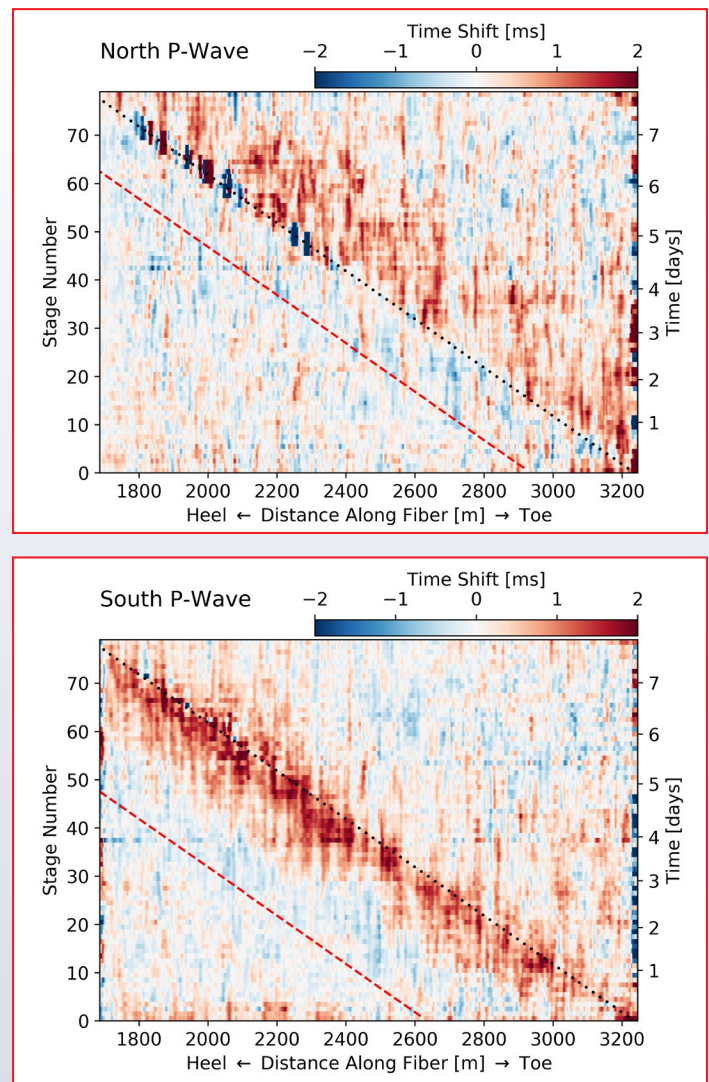 North P-Wave
Time Shift [ms]
−2 −1 0 1 2
Stage Number
70
60
50
40
30
20
10
0
7
6
5
4
3
2
1
Time [days]
1800 2000 2200 2400 2600 2800 3000 3200
Heel ← Distance Along Fiber [m] → Toe
South P-Wave
Time Shift [ms]
−2 −1 0 1 2
Stage Number
70
60
50
40
30
20
10
0
7
6
5
4
3
2
1
Time [days]
1800 2000 2200 2400 2600 2800 3000 3200
Heel ← Distance Along Fiber [m] → Toe